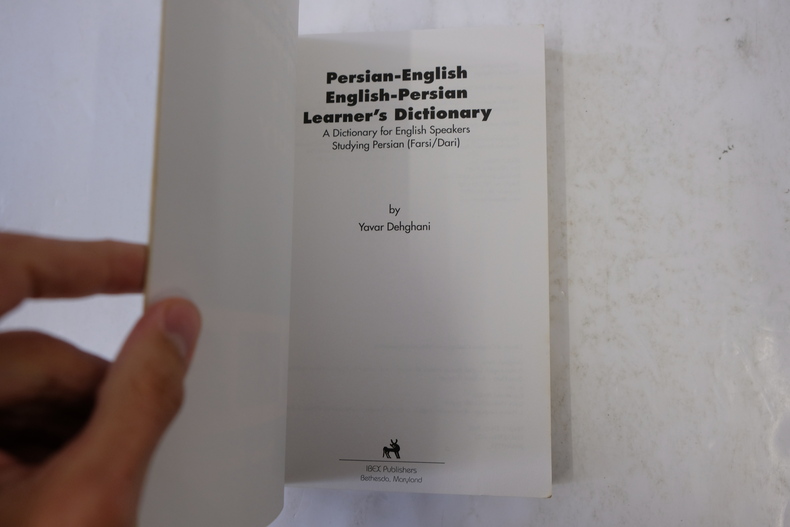 Persian-English
English-Persian
Learner's Dictionary
A Dictionary for English Speakers
Studying Persian (Farsi/Dari)
by
Yavar Dehghani
IBEX Publishers
Bethesda, Maryland